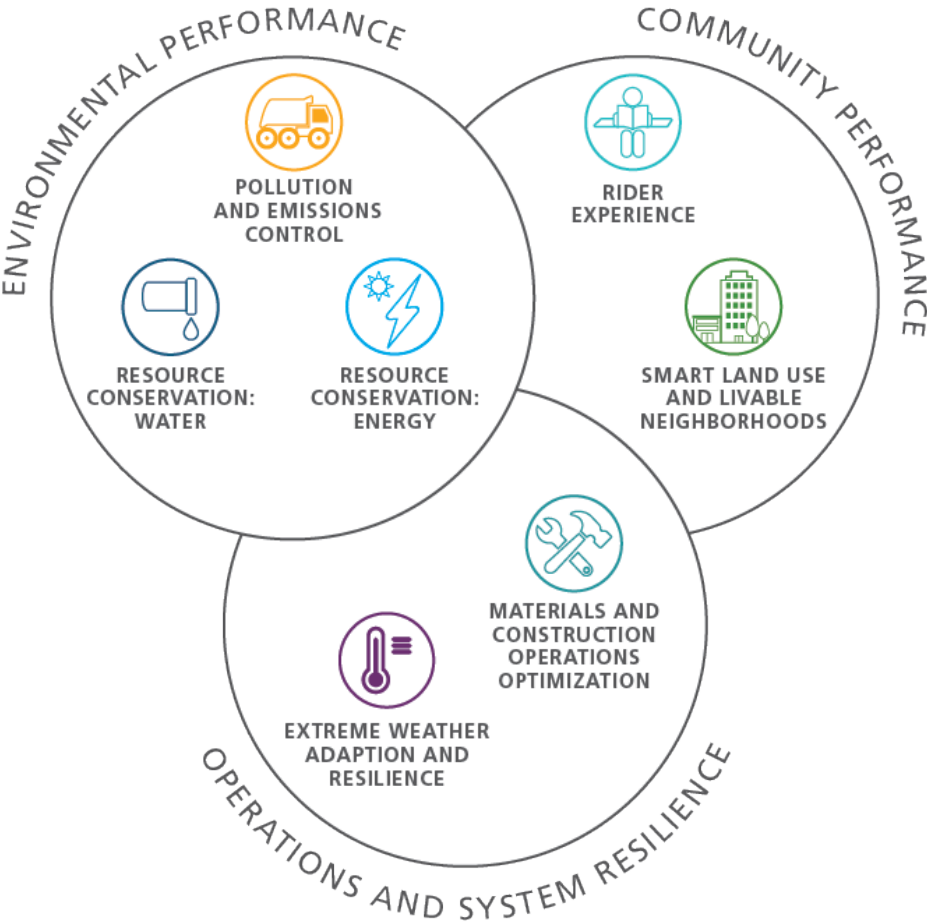 ENVIRONMENTAL PERFORMANCE
POLLUTION
AND EMISSIONS
CONTROL
RESOURCE
CONSERVATION:
WATER
RESOURCE
CONSERVATION:
ENERGY
COMMUNITY PERFORMANCE
RIDER
EXPERIENCE
SMART LAND USE
AND LIVABLE
NEIGHBORHOODS
MATERIALS AND
CONSTRUCTION
OPERATIONS
OPTIMIZATION
EXTREME WEATHER
ADAPTION AND
RESILIENCE
OPERATIONS AND SYSTEM RESILIENCE